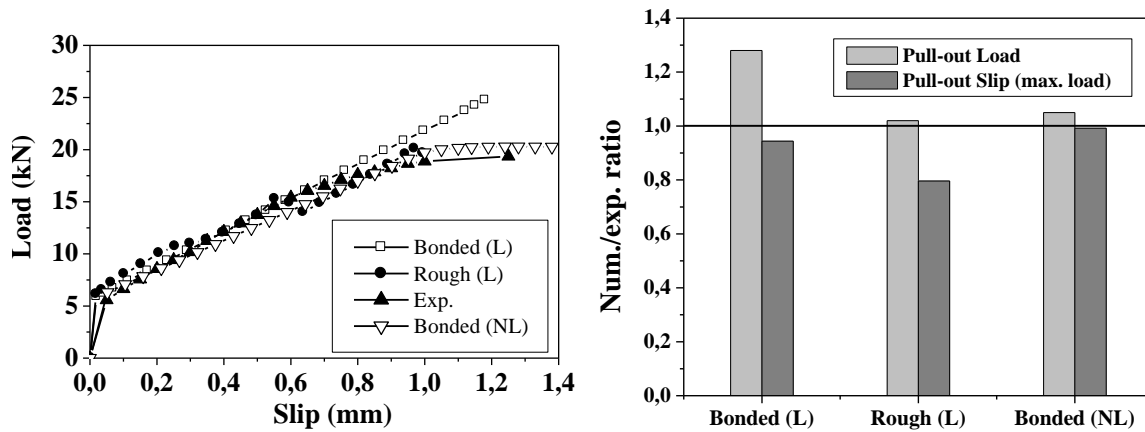 30
25
20
15
10
5
0
Load (kN)
0,0 0,2 0,4 0,6 0,8 1,0 1,2 1,4
Slip (mm)
Bonded (L)
Rough (L)
Exp.
Bonded (NL)
1,4
1,2
1,0
0,8
0,6
0,4
0,2
0,0
Num./exp. ratio
Pull-out Load
Pull-out Slip (max. load)
Bonded (L) Rough (L) Bonded (NL)